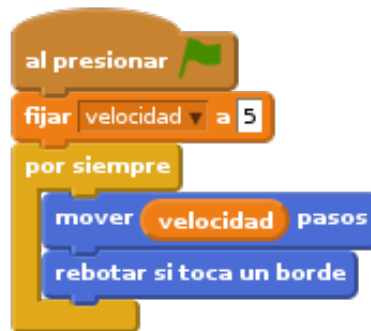 al presionar
fijar velocidad a 5
por siempre
mover velocidad pasos
rebotar si toca un borde